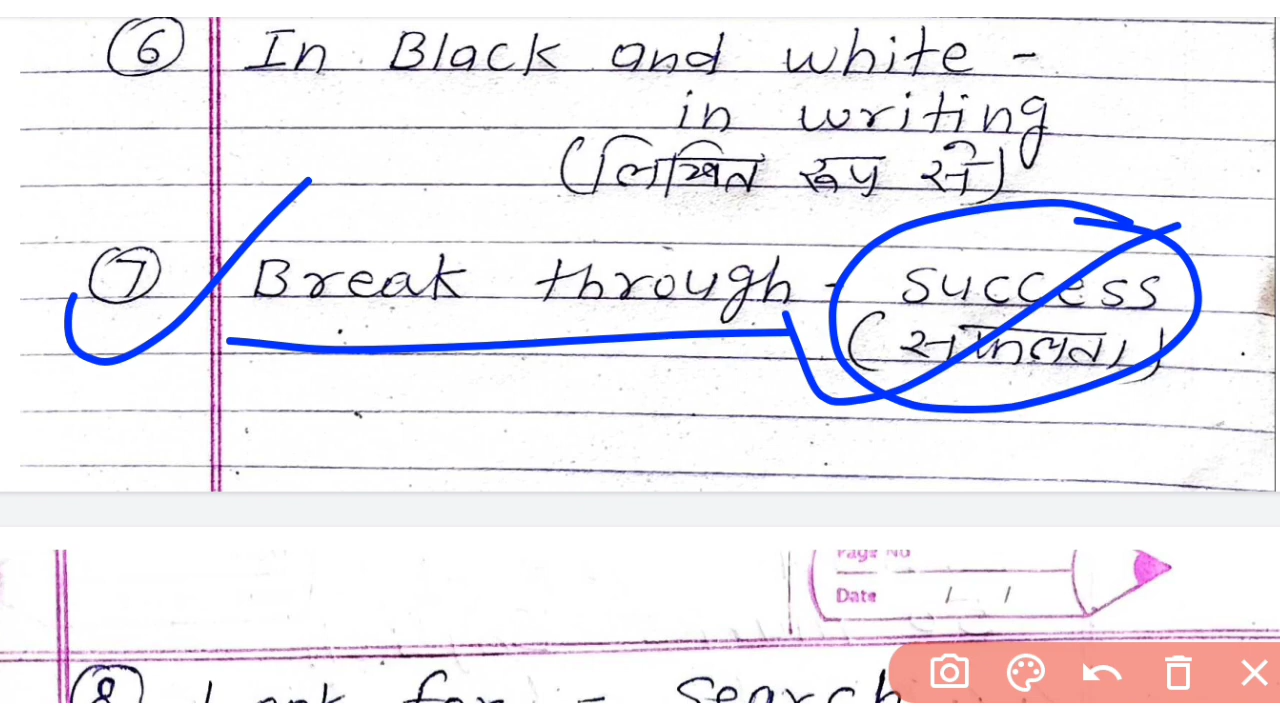 6 In Black and white -
in writing
(लिखित रूप से)
7 Break through - Success
(सफलता)
Page No
Date / /
8 Look for - Search